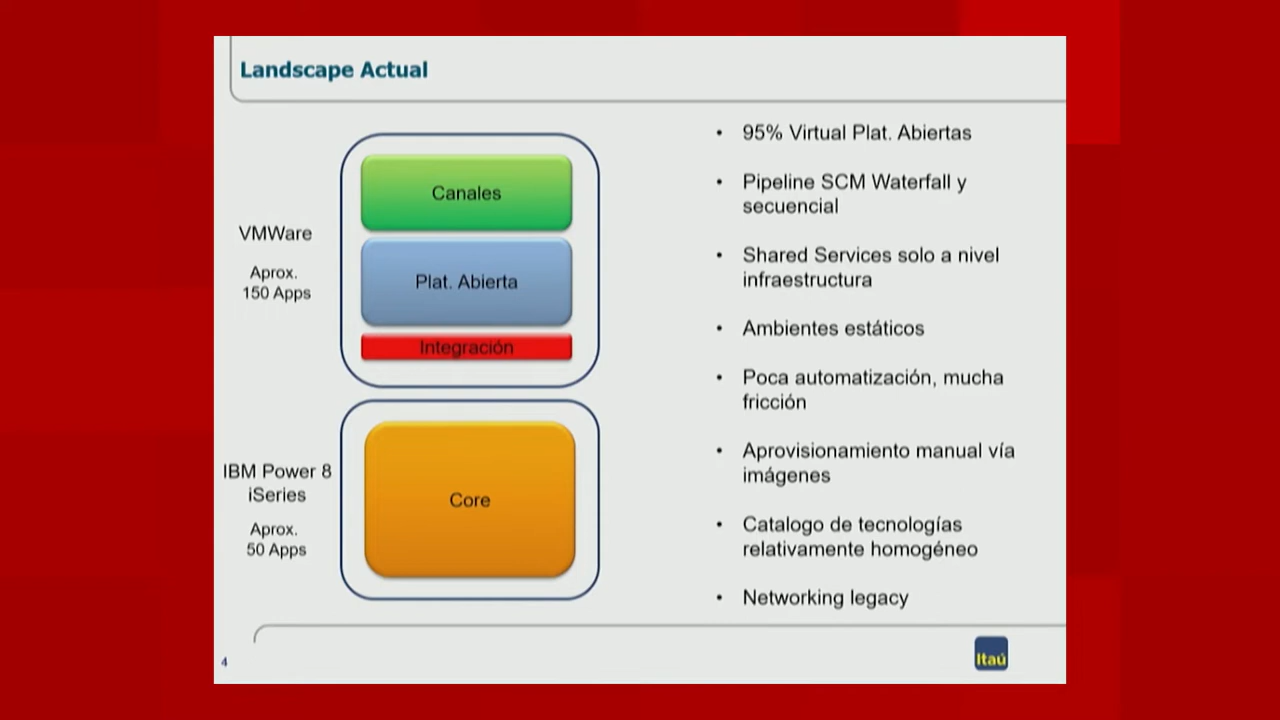 Landscape Actual
VMWare
Aprox.
150 Apps
Canales
Plat. Abierta
Integración
IBM Power 8
iSeries
Aprox.
50 Apps
Core
• 95% Virtual Plat. Abiertas
• Pipeline SCM Waterfall y
secuencial
• Shared Services solo a nivel
infraestructura
• Ambientes estáticos
• Poca automatización, mucha
fricción
• Aprovisionamiento manual vía
imágenes
• Catalogo de tecnologías
relativamente homogéneo
• Networking legacy
4
Itaú